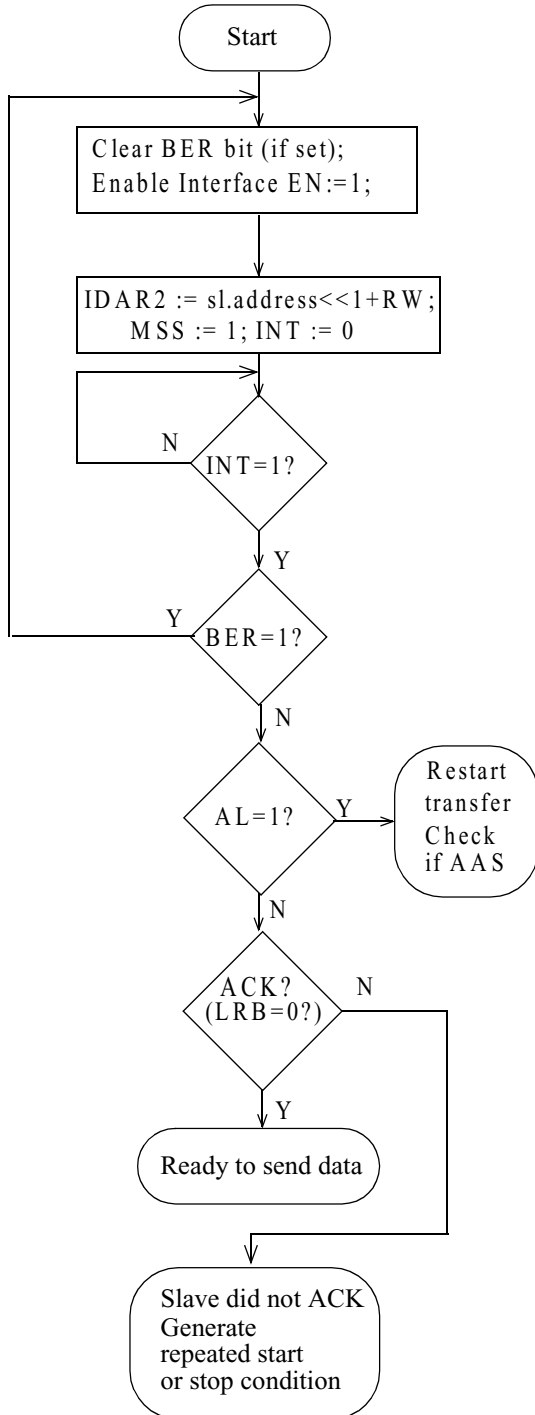 Start
Clear BER bit (if set);
Enable Interface EN:=1;
IDAR2 := sl.address<<1+RW;
MSS := 1; INT := 0
N
INT=1?
Y
Y
BER=1?
N
AL=1?
Y
Restart
transfer
Check
if AAS
N
ACK?
(LRB=0?)
N
Y
Ready to send data
Slave did not ACK
Generate
repeated start
or stop condition